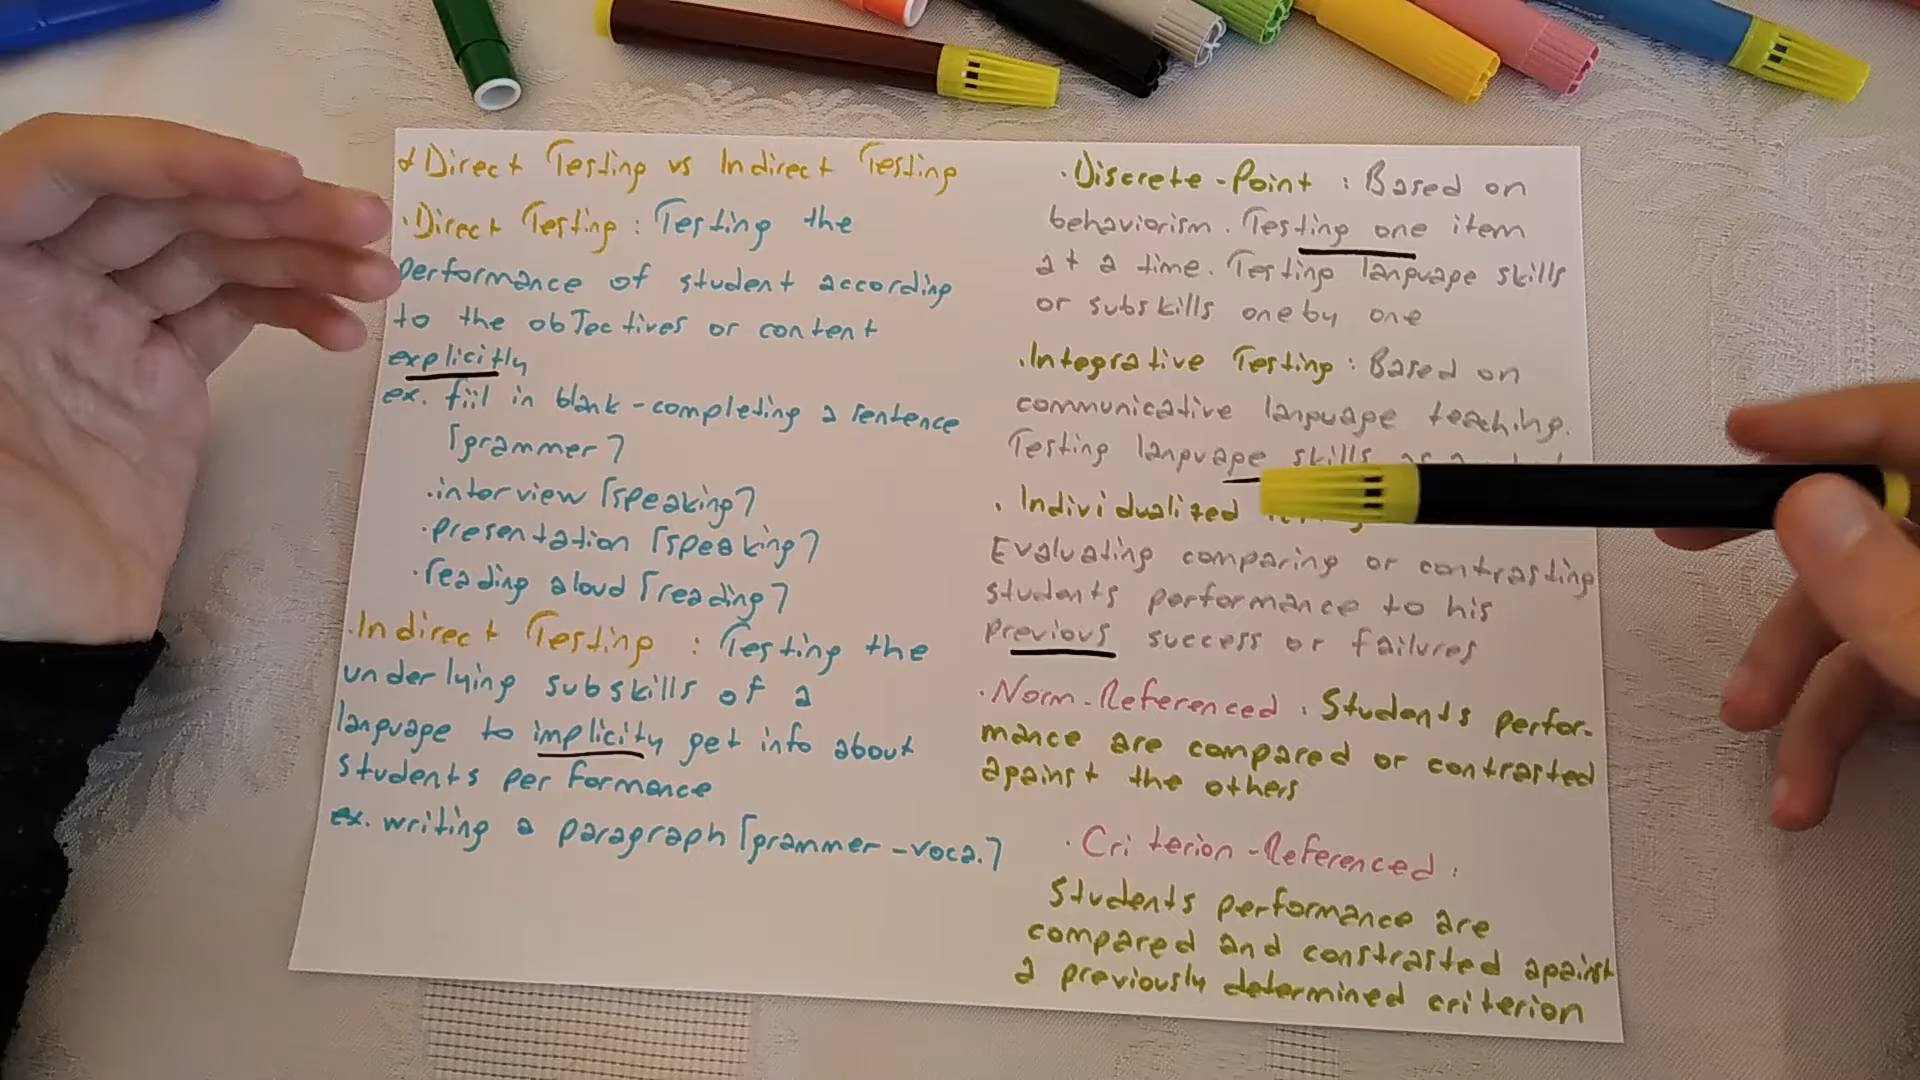 Direct Testing vs Indirect Testing
.Direct Testing : Testing the
performance of student according
to the objectives or content
explicitly
ex. fiil in blank-completing a sentence
[grammer]
.interview [speaking]
.presentation [speaking]
.reading aloud [reading]
.Indirect Testing : Testing the
underlying subskills of a
language to implicity get info about
students performance
ex. writing a paragraph [grammer-voca.]
.Discrete-Point : Based on
behaviorism. Testing one item
at a time. Testing language skills
or subskills one by one
.Integrative Testing : Based on
communicative language teaching.
Testing language skills as a
. Individualized
Evaluating comparing or contrasting
students performance to his
previous success or failures
.Norm-Referenced : Students perfor-
mance are compared or contrasted
against the others
.Criterion-Referenced :
Students performance are
compared and constrasted against
a previously determined criterion